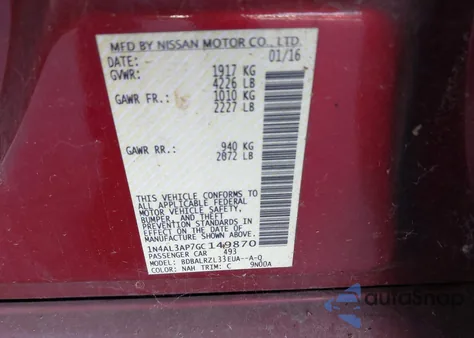 MFD BY NISSAN MOTOR CO., LTD.
DATE: 01/16
GVWR: 1917 KG
4226 LB
GAWR FR.: 1010 KG
2227 LB
GAWR RR.: 940 KG
2072 LB
THIS VEHICLE CONFORMS TO
ALL APPLICABLE FEDERAL
MOTOR VEHICLE SAFETY,
BUMPER, AND THEFT
PREVENTION STANDARDS
IN EFFECT ON THE DATE OF
MANUFACTURE SHOWN ABOVE.
1N4AL3AP7GC149870
PASSENGER CAR 493
MODEL: BDBALRZL33EUA--A-Q
COLOR: NAH TRIM: C 9N00A
AutoSnap